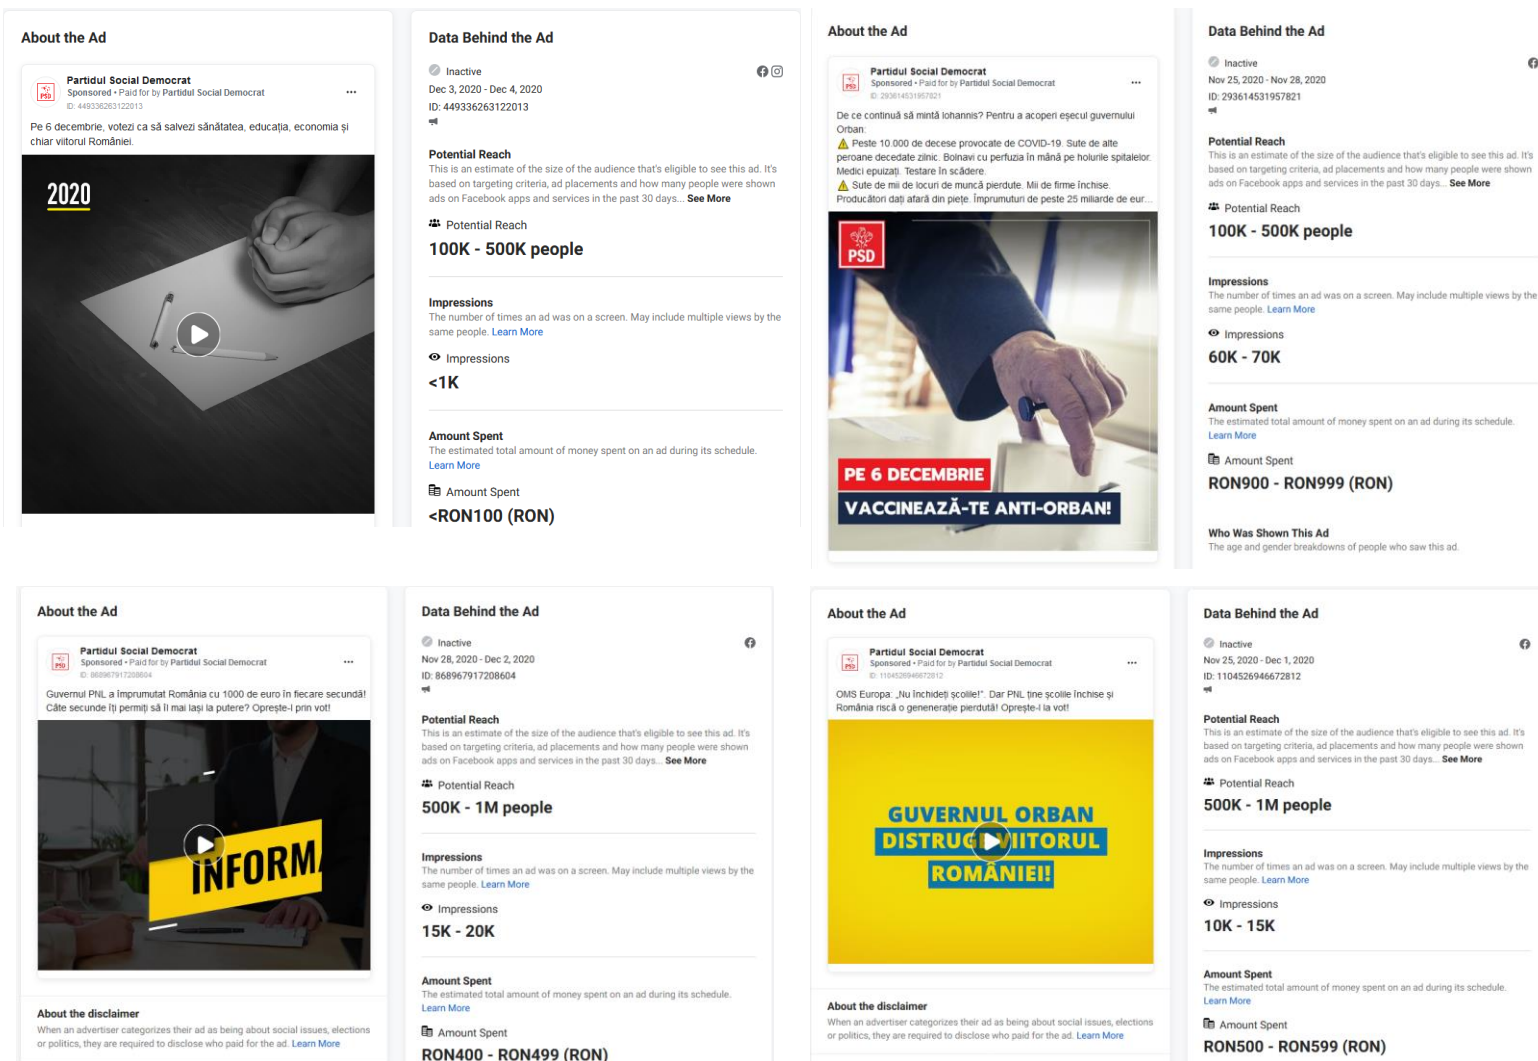 About the Ad
PSD
Partidul Social Democrat
Sponsored • Paid for by Partidul Social Democrat
ID: 449336263122013
Pe 6 decembrie, votezi ca să salvezi sănătatea, educația, economia și
chiar viitorul României.
2020
Data Behind the Ad
Inactive
Dec 3, 2020 - Dec 4, 2020
ID: 449336263122013
Potential Reach
This is an estimate of the size of the audience that's eligible to see this ad. It's
based on targeting criteria, ad placements and how many people were shown
ads on Facebook apps and services in the past 30 days... See More
Potential Reach
100K - 500K people
Impressions
The number of times an ad was on a screen. May include multiple views by the
same people. Learn More
Impressions
<1K
Amount Spent
The estimated total amount of money spent on an ad during its schedule.
Learn More
Amount Spent
<RON100 (RON)
About the Ad
PSD
Partidul Social Democrat
Sponsored • Paid for by Partidul Social Democrat
ID: 293614531957821
De ce continuă să mintă Iohannis? Pentru a acoperi eșecul guvernului
Orban:
Peste 10.000 de decese provocate de COVID-19. Sute de alte
peroane decedate zilnic. Bolnavi cu perfuzia în mână pe holurile spitalelor.
Medici epuizați. Testare în scădere.
Sute de mii de locuri de muncă pierdute. Mii de firme închise.
Producători dați afară din piețe. Împrumuturi de peste 25 miliarde de eur...
PSD
PE 6 DECEMBRIE
VACCINEAZĂ-TE ANTI-ORBAN!
Data Behind the Ad
Inactive
Nov 25, 2020 - Nov 28, 2020
ID: 293614531957821
Potential Reach
This is an estimate of the size of the audience that's eligible to see this ad. It's
based on targeting criteria, ad placements and how many people were shown
ads on Facebook apps and services in the past 30 days... See More
Potential Reach
100K - 500K people
Impressions
The number of times an ad was on a screen. May include multiple views by the
same people. Learn More
Impressions
60K - 70K
Amount Spent
The estimated total amount of money spent on an ad during its schedule.
Learn More
Amount Spent
RON900 - RON999 (RON)
Who Was Shown This Ad
The age and gender breakdowns of people who saw this ad.
About the Ad
PSD
Partidul Social Democrat
Sponsored • Paid for by Partidul Social Democrat
ID: 868967917208604
Guvernul PNL a împrumutat România cu 1000 de euro în fiecare secundă!
Câte secunde îți permiți să îl mai lași la putere? Oprește-l prin vot!
INFORMA
About the disclaimer
When an advertiser categorizes their ad as being about social issues, elections
or politics, they are required to disclose who paid for the ad. Learn More
Data Behind the Ad
Inactive
Nov 28, 2020 - Dec 2, 2020
ID: 868967917208604
Potential Reach
This is an estimate of the size of the audience that's eligible to see this ad. It's
based on targeting criteria, ad placements and how many people were shown
ads on Facebook apps and services in the past 30 days... See More
Potential Reach
500K - 1M people
Impressions
The number of times an ad was on a screen. May include multiple views by the
same people. Learn More
Impressions
15K - 20K
Amount Spent
The estimated total amount of money spent on an ad during its schedule.
Learn More
Amount Spent
RON400 - RON499 (RON)
About the Ad
PSD
Partidul Social Democrat
Sponsored • Paid for by Partidul Social Democrat
ID: 1104526946672812
OMS Europa: „Nu închideți școlile!”. Dar PNL ține școlile închise și
România riscă o genenerație pierdută! Oprește-l la vot!
GUVERNUL ORBAN
DISTRUGE VIITORUL
ROMÂNIEI!
About the disclaimer
When an advertiser categorizes their ad as being about social issues, elections
or politics, they are required to disclose who paid for the ad. Learn More
Data Behind the Ad
Inactive
Nov 25, 2020 - Dec 1, 2020
ID: 1104526946672812
Potential Reach
This is an estimate of the size of the audience that's eligible to see this ad. It's
based on targeting criteria, ad placements and how many people were shown
ads on Facebook apps and services in the past 30 days... See More
Potential Reach
500K - 1M people
Impressions
The number of times an ad was on a screen. May include multiple views by the
same people. Learn More
Impressions
10K - 15K
Amount Spent
The estimated total amount of money spent on an ad during its schedule.
Learn More
Amount Spent
RON500 - RON599 (RON)